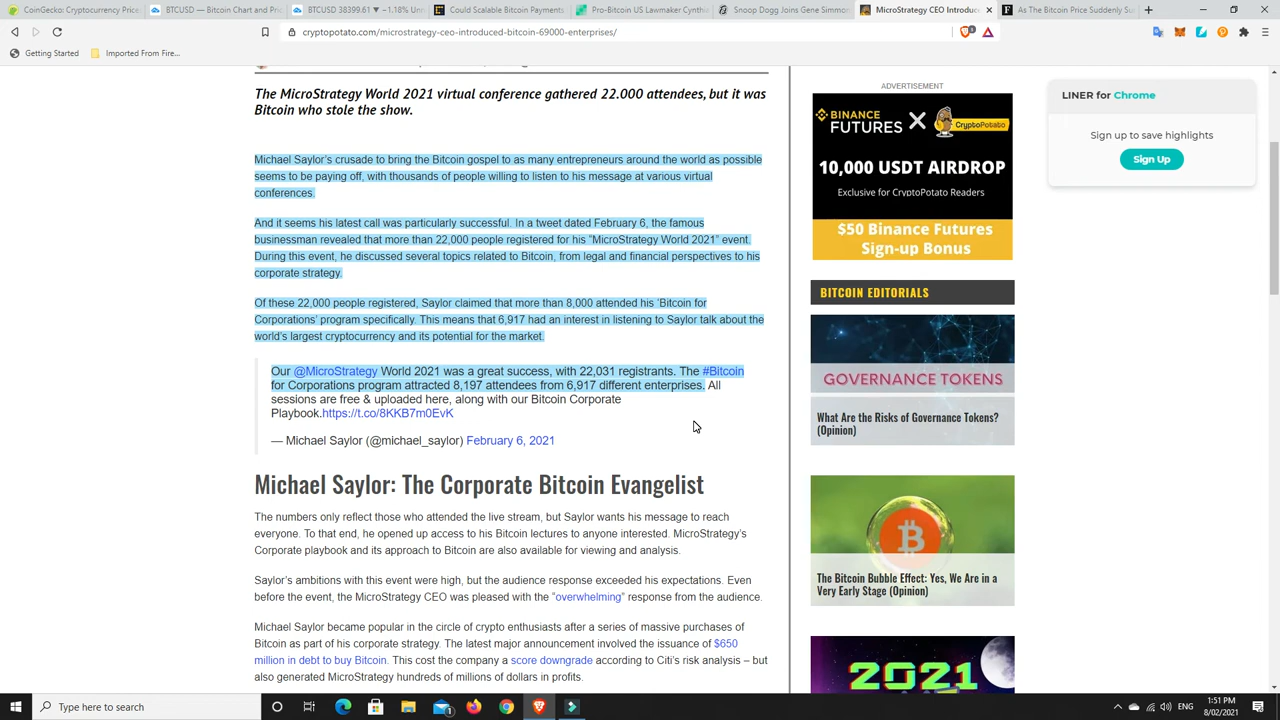 CoinGecko: Cryptocurrency Price
BTCUSD — Bitcoin Chart and Pri
BTCUSD 38399.61 ▼ −1.18% Unn
Could Scalable Bitcoin Payments
Pro-Bitcoin US Lawmaker Cynthia
Snoop Dogg Joins Gene Simmon
MicroStrategy CEO Introduc
As The Bitcoin Price Suddenly Su
cryptopotato.com/microstrategy-ceo-introduced-bitcoin-69000-enterprises/
Getting Started
Imported From Fire...
The MicroStrategy World 2021 virtual conference gathered 22.000 attendees, but it was
Bitcoin who stole the show.
Michael Saylor's crusade to bring the Bitcoin gospel to as many entrepreneurs around the world as possible
seems to be paying off, with thousands of people willing to listen to his message at various virtual
conferences.
And it seems his latest call was particularly successful. In a tweet dated February 6, the famous
businessman revealed that more than 22,000 people registered for his "MicroStrategy World 2021" event.
During this event, he discussed several topics related to Bitcoin, from legal and financial perspectives to his
corporate strategy.
Of these 22,000 people registered, Saylor claimed that more than 8,000 attended his 'Bitcoin for
Corporations' program specifically. This means that 6,917 had an interest in listening to Saylor talk about the
world's largest cryptocurrency and its potential for the market.
Our @MicroStrategy World 2021 was a great success, with 22,031 registrants. The #Bitcoin
for Corporations program attracted 8,197 attendees from 6,917 different enterprises. All
sessions are free & uploaded here, along with our Bitcoin Corporate
Playbook.https://t.co/8KKB7m0EvK
— Michael Saylor (@michael_saylor) February 6, 2021
Michael Saylor: The Corporate Bitcoin Evangelist
The numbers only reflect those who attended the live stream, but Saylor wants his message to reach
everyone. To that end, he opened up access to his Bitcoin lectures to anyone interested. MicroStrategy's
Corporate playbook and its approach to Bitcoin are also available for viewing and analysis.
Saylor's ambitions with this event were high, but the audience response exceeded his expectations. Even
before the event, the MicroStrategy CEO was pleased with the "overwhelming" response from the audience.
Michael Saylor became popular in the circle of crypto enthusiasts after a series of massive purchases of
Bitcoin as part of his corporate strategy. The latest major announcement involved the issuance of $650
million in debt to buy Bitcoin. This cost the company a score downgrade according to Citi's risk analysis – but
also generated MicroStrategy hundreds of millions of dollars in profits.
ADVERTISEMENT
BINANCE
FUTURES
CryptoPotato
10,000 USDT AIRDROP
Exclusive for CryptoPotato Readers
$50 Binance Futures
Sign-up Bonus
BITCOIN EDITORIALS
GOVERNANCE TOKENS
What Are the Risks of Governance Tokens?
(Opinion)
The Bitcoin Bubble Effect: Yes, We Are in a
Very Early Stage (Opinion)
2021
LINER for Chrome
Sign up to save highlights
Sign Up
Type here to search
ENG
1:51 PM
8/02/2021